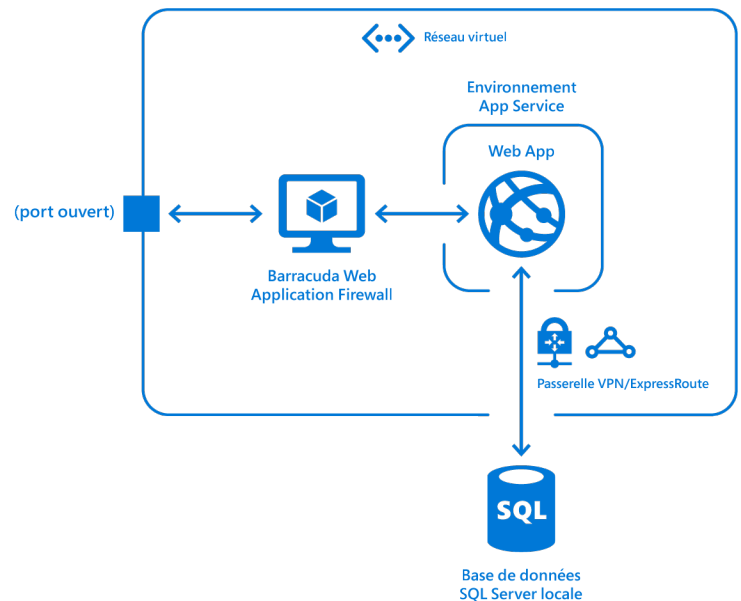 Réseau virtuel
Environnement
App Service
Web App
(port ouvert)
Barracuda Web
Application Firewall
Passerelle VPN/ExpressRoute
SQL
Base de données
SQL Server locale